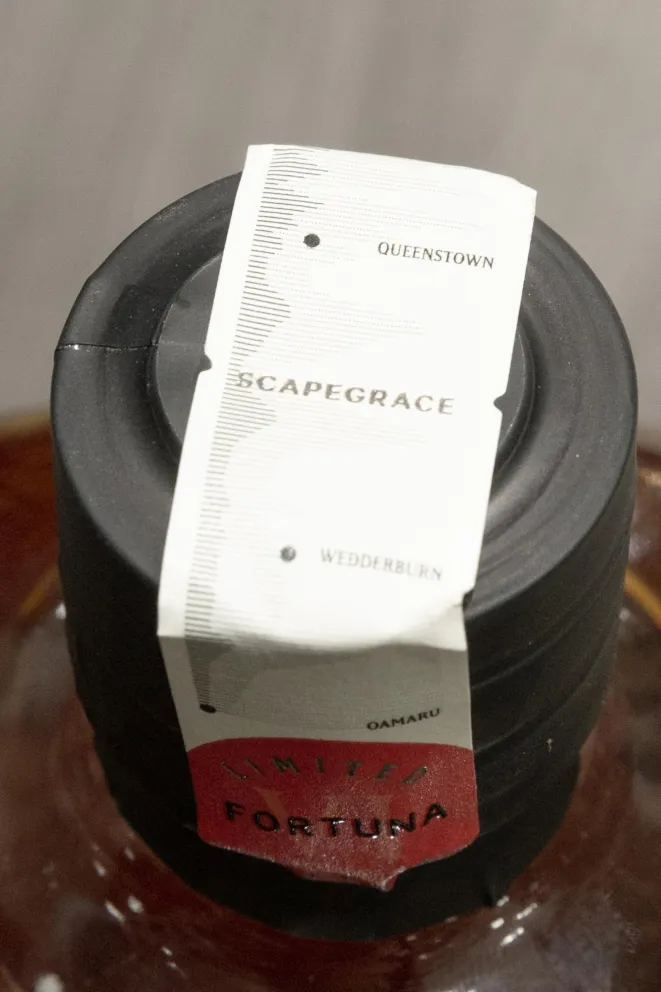 QUEENSTOWN
SCAPEGRACE
WEDDERBURN
OAMARU
LIMITED
FORTUNA